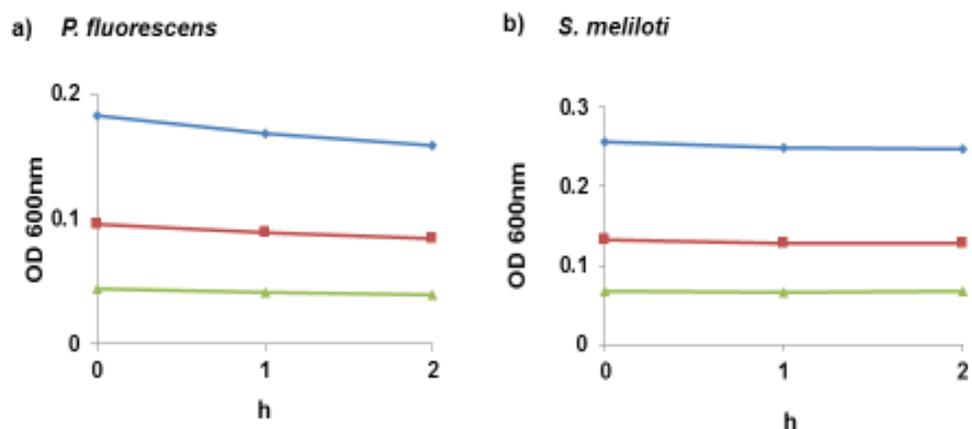 a) P. fluorescens
OD 600nm
0.2
0.1
0
0 1 2
h
b) S. meliloti
OD 600nm
0.3
0.2
0.1
0
0 1 2
h